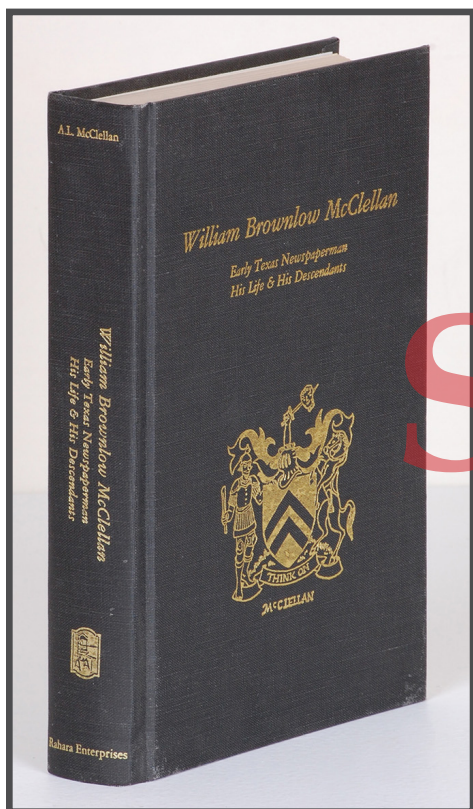 A.L. McClellan
William Brownlow McClellan
Early Texas Newspaperman
His Life & His Descendants
Rahara Enterprises
William Brownlow McClellan
Early Texas Newspaperman
His Life & His Descendants
THINK ON
McCLELLAN
S